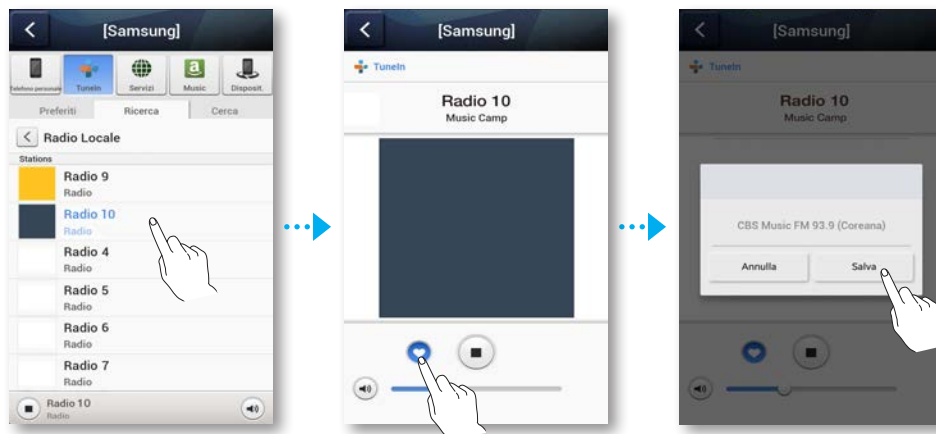 [Samsung]
Telefono personale
TuneIn
Servizi
Music
Disposit.
Preferiti
Ricerca
Cerca
Radio Locale
Stations
Radio 9
Radio
Radio 10
Radio
Radio 4
Radio
Radio 5
Radio
Radio 6
Radio
Radio 7
Radio
Radio 10
Radio
[Samsung]
TuneIn
Radio 10
Music Camp
[Samsung]
TuneIn
Radio 10
Music Camp
CBS Music FM 93.9 (Coreana)
Annulla
Salva